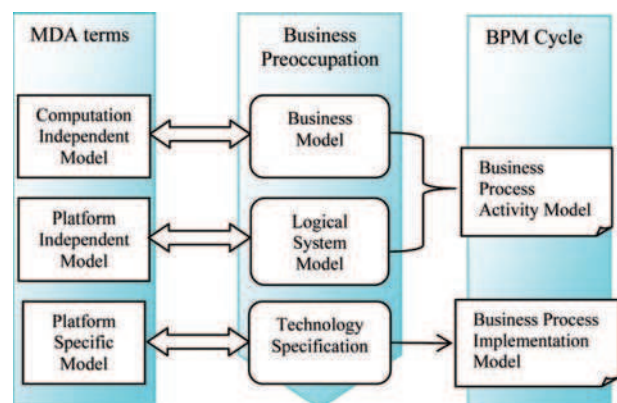 MDA terms
Business
Preoccupation
BPM Cycle
Computation
Independent
Model
Business
Model
Business
Process
Activity Model
Platform
Independent
Model
Logical
System
Model
Platform
Specific
Model
Technology
Specification
Business Process
Implementation
Model